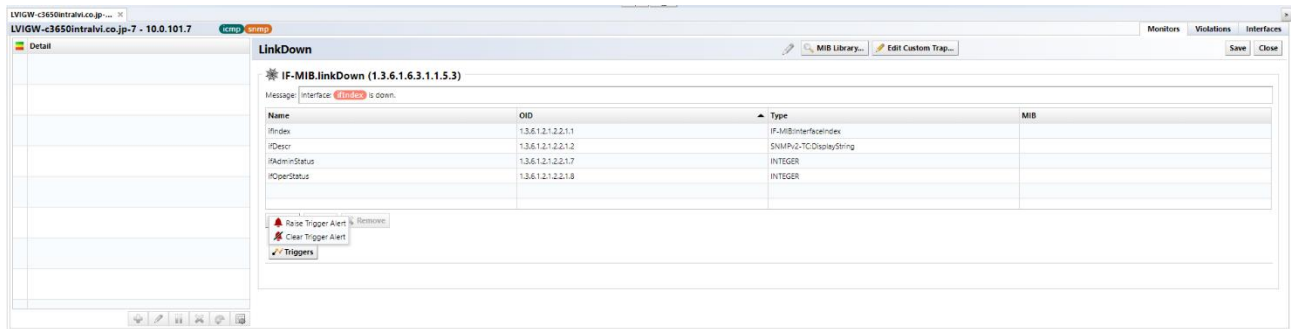 LVIGW-c3650intralvi.co.jp-...
LVIGW-c3650intralvi.co.jp-7 - 10.0.101.7 icmp snmp Monitors Violations Interfaces
Detail
LinkDown MIB Library... Edit Custom Trap... Save Close
IF-MIB.linkDown (1.3.6.1.6.3.1.1.5.3)
Message: Interface: ifIndex is down.
Name OID Type MIB
ifIndex 1.3.6.1.2.1.2.2.1.1 IF-MIB:InterfaceIndex
ifDescr 1.3.6.1.2.1.2.2.1.2 SNMPv2-TC:DisplayString
ifAdminStatus 1.3.6.1.2.1.2.2.1.7 INTEGER
ifOperStatus 1.3.6.1.2.1.2.2.1.8 INTEGER
Raise Trigger Alert Remove
Clear Trigger Alert
Triggers